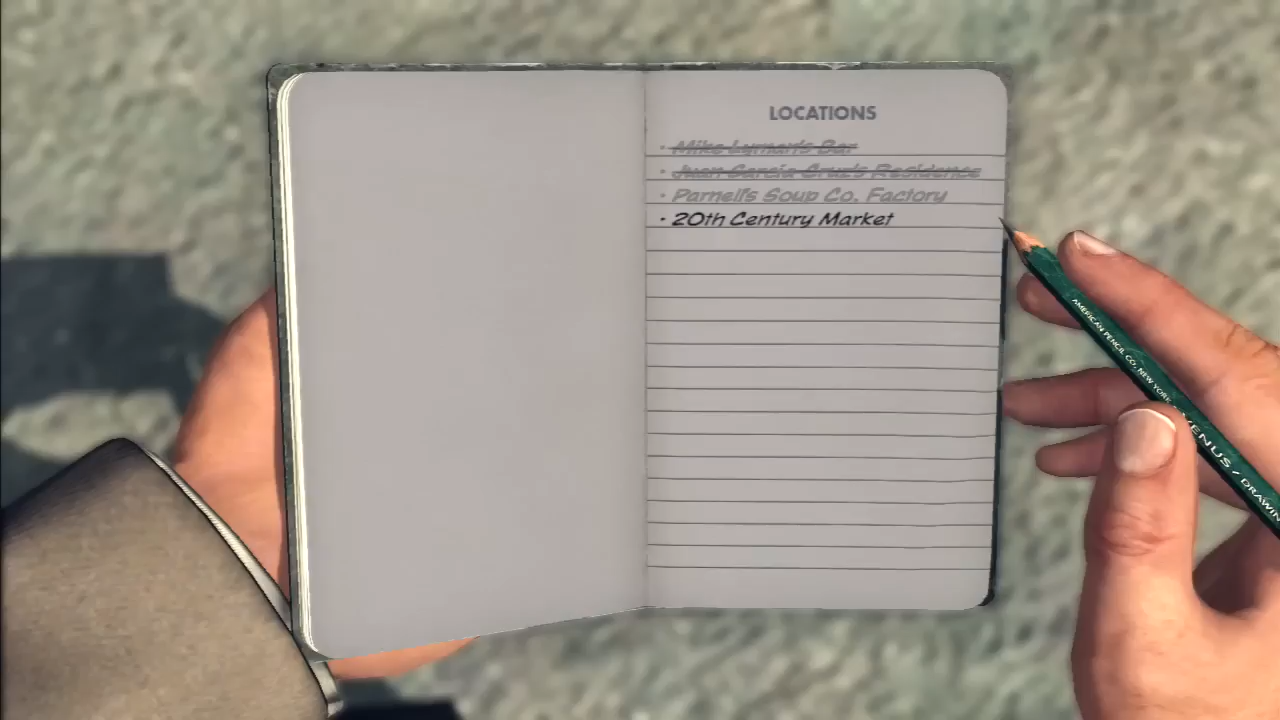 LOCATIONS
· Mike Lyman's Bar
· Juan Garcia Cruz's Residence
· Parnell's Soup Co. Factory
· 20th Century Market
AMERICAN PENCIL CO. NEW YORK
VENUS / DRAWIN